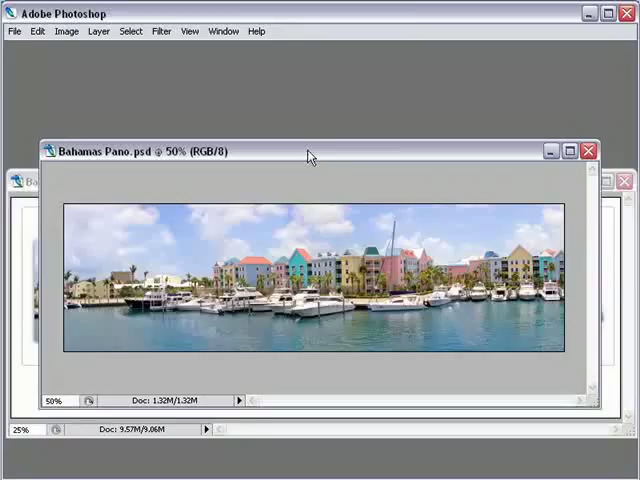 Adobe Photoshop
File Edit Image Layer Select Filter View Window Help
Bahamas Pano.psd @ 50% (RGB/8)
Ba
50% Doc: 1.32M/1.32M
25% Doc: 9.57M/9.06M